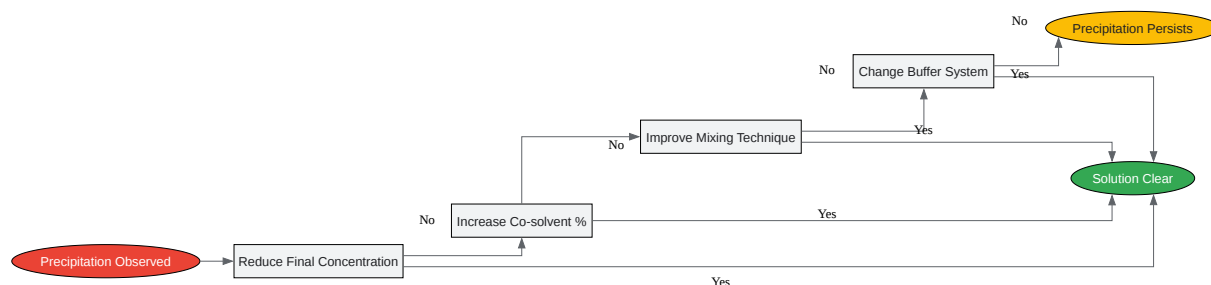 No
Precipitation Persists
No
Change Buffer System
Yes
Improve Mixing Technique
Yes
No
Solution Clear
No
Increase Co-solvent %
Yes
Precipitation Observed
Reduce Final Concentration
Yes